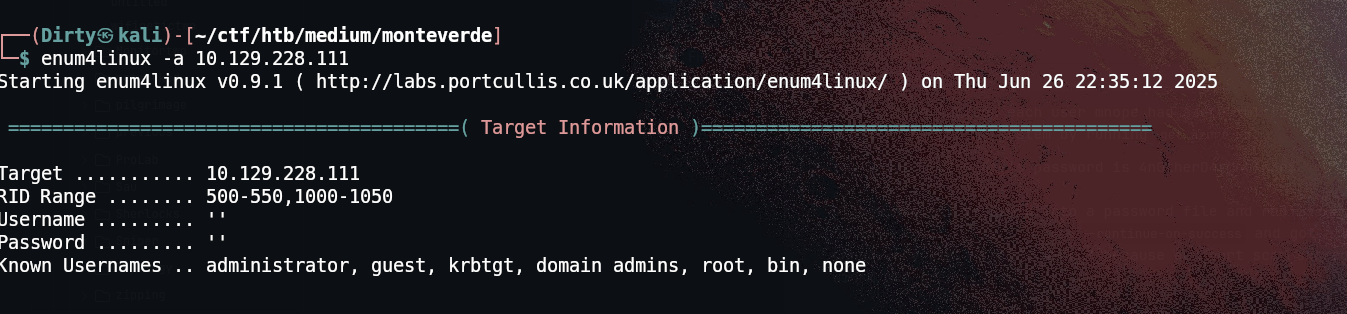 (Dirty㉿kali)-[~/ctf/htb/medium/monteverde]
$ enum4linux -a 10.129.228.111
Starting enum4linux v0.9.1 ( http://labs.portcullis.co.uk/application/enum4linux/ ) on Thu Jun 26 22:35:12 2025
=========================================( Target Information )=========================================
Target ........... 10.129.228.111
RID Range ........ 500-550,1000-1050
Username ......... ''
Password ......... ''
Known Usernames .. administrator, guest, krbtgt, domain admins, root, bin, none